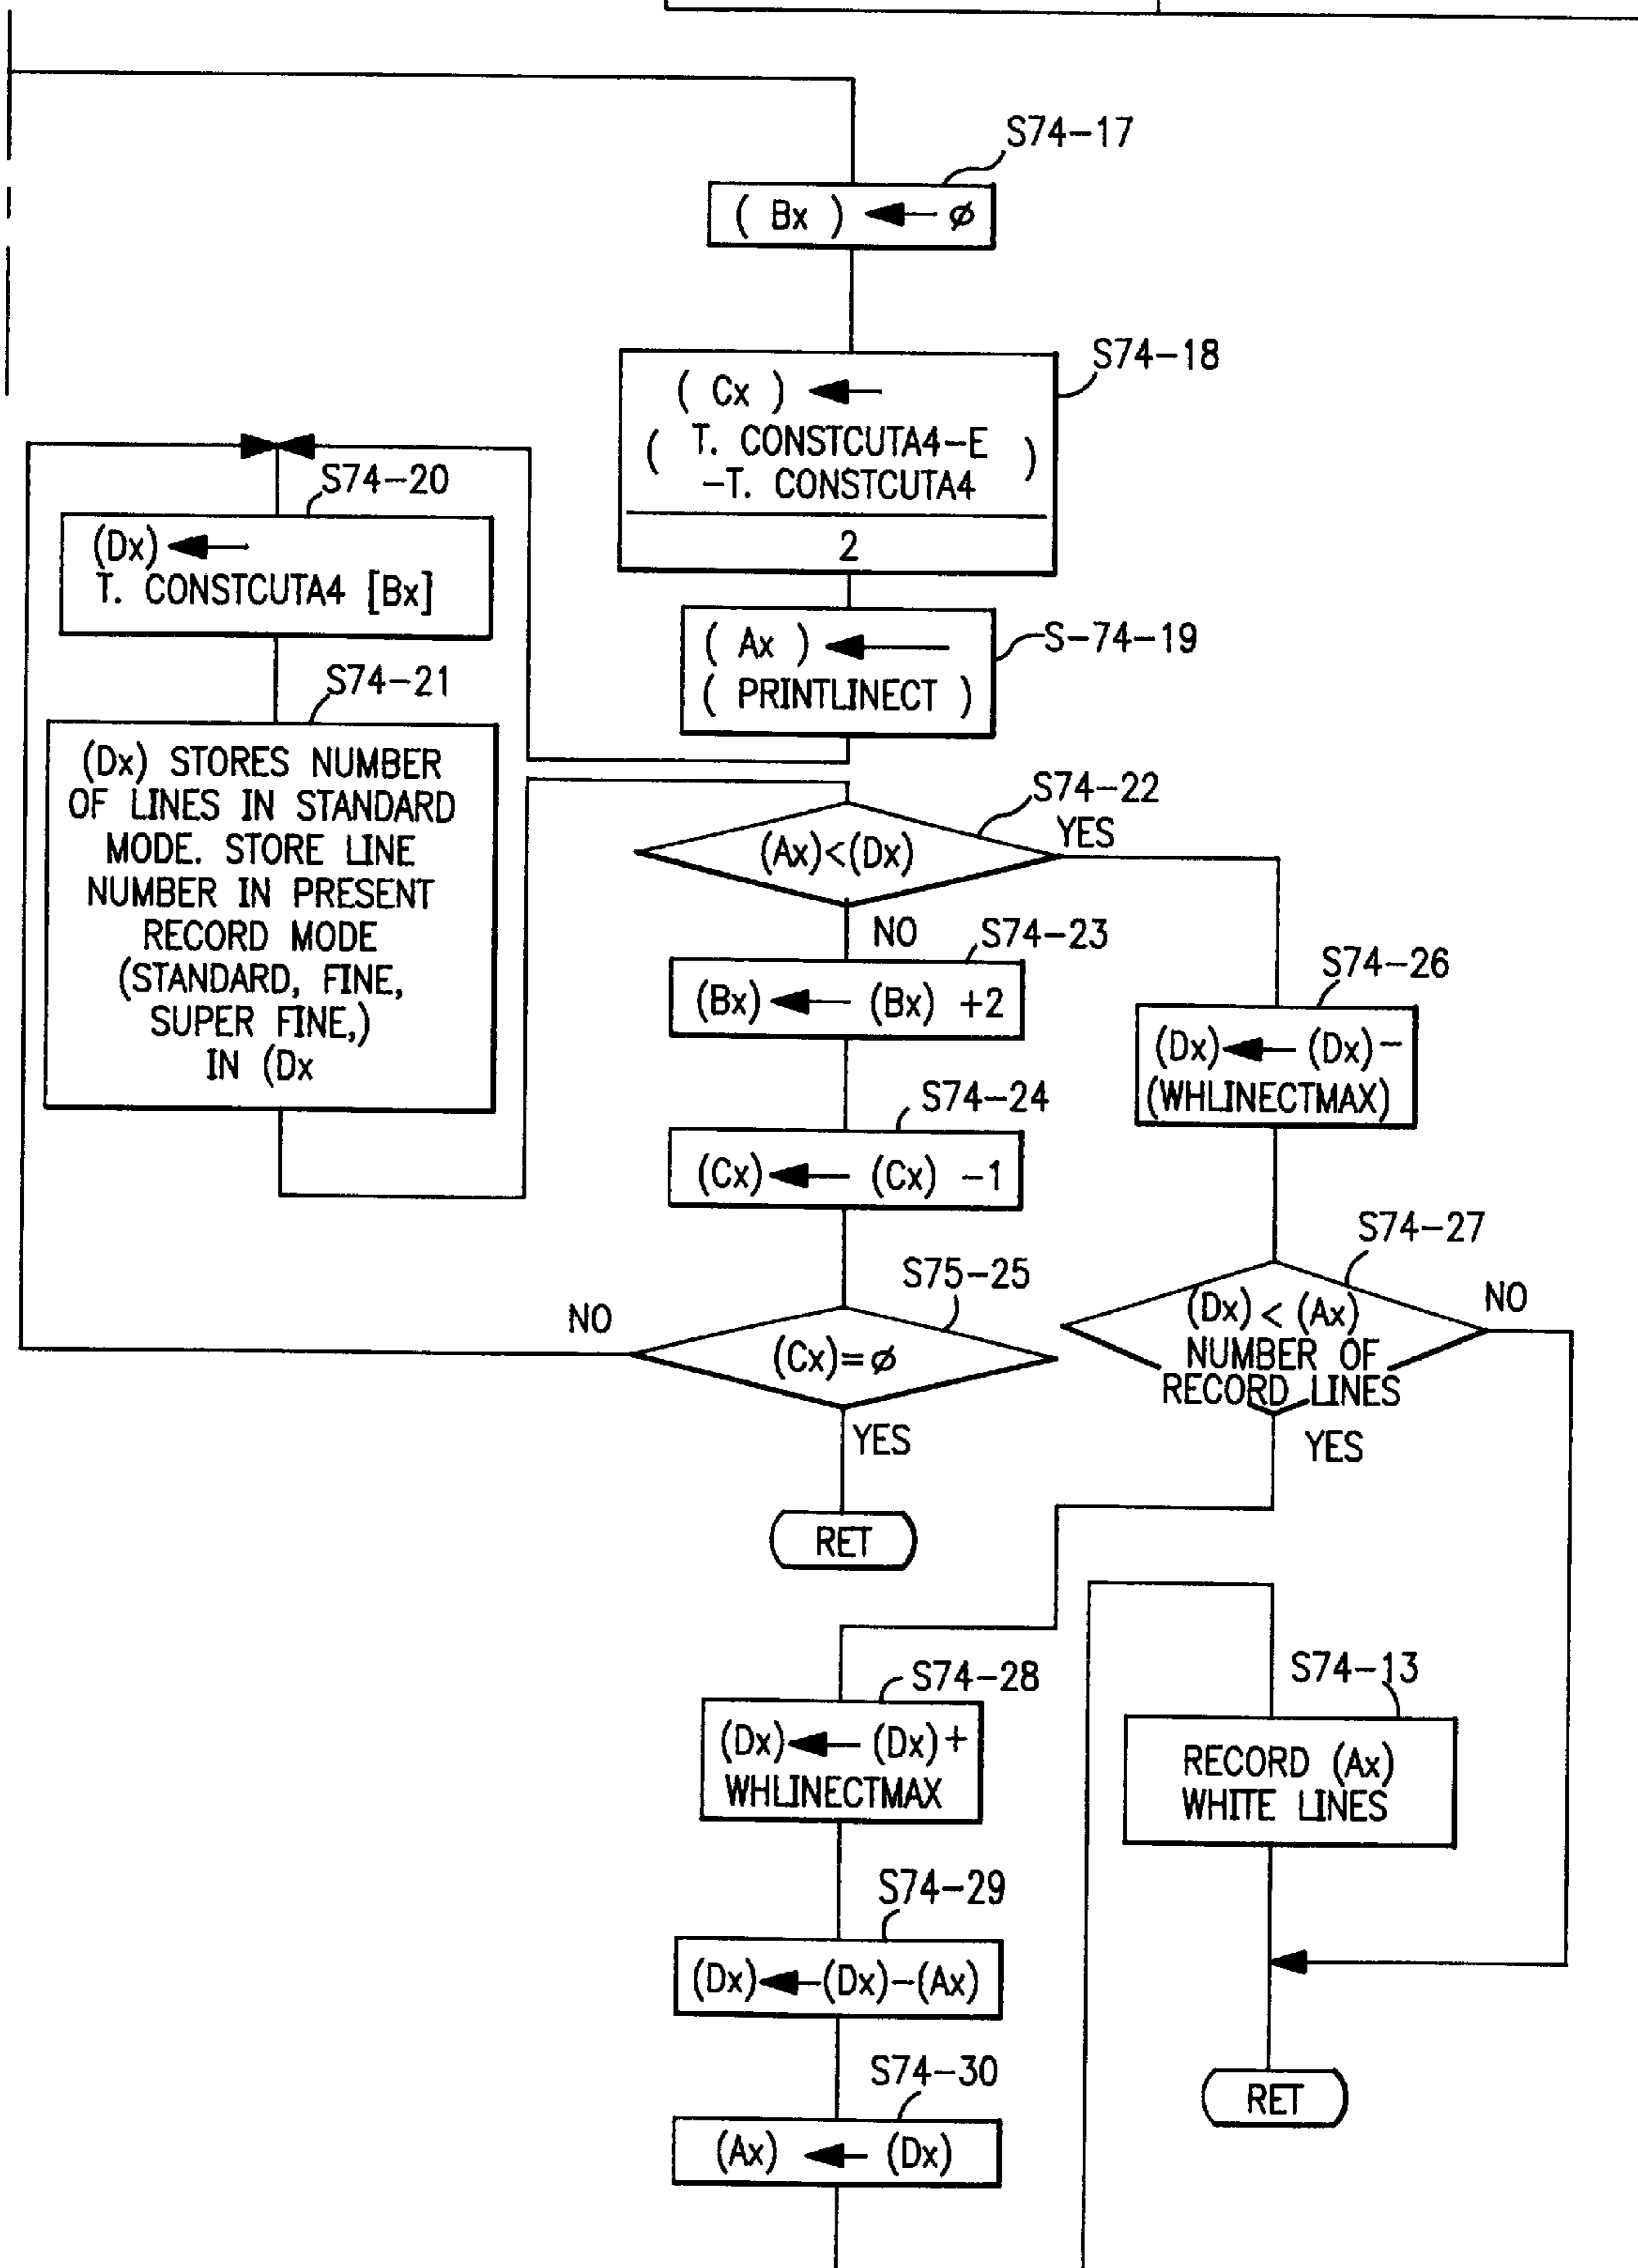 S74-17
( Bx ) ← ø
S74-18
( Cx ) ←
( T. CONSTCUTA4-E )
-T. CONSTCUTA4
2
S-74-19
( Ax ) ←
( PRINTLINECT )
S74-20
(Dx) ←
T. CONSTCUTA4 [Bx]
S74-21
(Dx) STORES NUMBER
OF LINES IN STANDARD
MODE. STORE LINE
NUMBER IN PRESENT
RECORD MODE
(STANDARD, FINE,
SUPER FINE,)
IN (Dx
S74-22
(Ax)<(Dx)
YES
NO
S74-23
(Bx) ← (Bx) +2
S74-24
(Cx) ← (Cx) -1
S75-25
(Cx)=ø
NO
YES
RET
S74-26
(Dx) ← (Dx)-
(WHLINECTMAX)
S74-27
(Dx) < (Ax)
NUMBER OF
RECORD LINES
NO
YES
S74-28
(Dx) ← (Dx)+
WHLINECTMAX
S74-29
(Dx) ← (Dx)-(Ax)
S74-30
(Ax) ← (Dx)
S74-13
RECORD (Ax)
WHITE LINES
RET